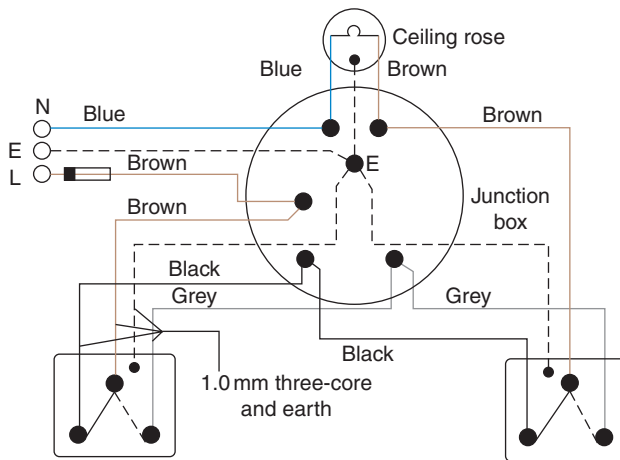 Ceiling rose
Blue
Brown
N
Blue
Brown
E
E
Brown
L
Brown
Junction
box
Black
Grey
Grey
Black
1.0 mm three-core
and earth